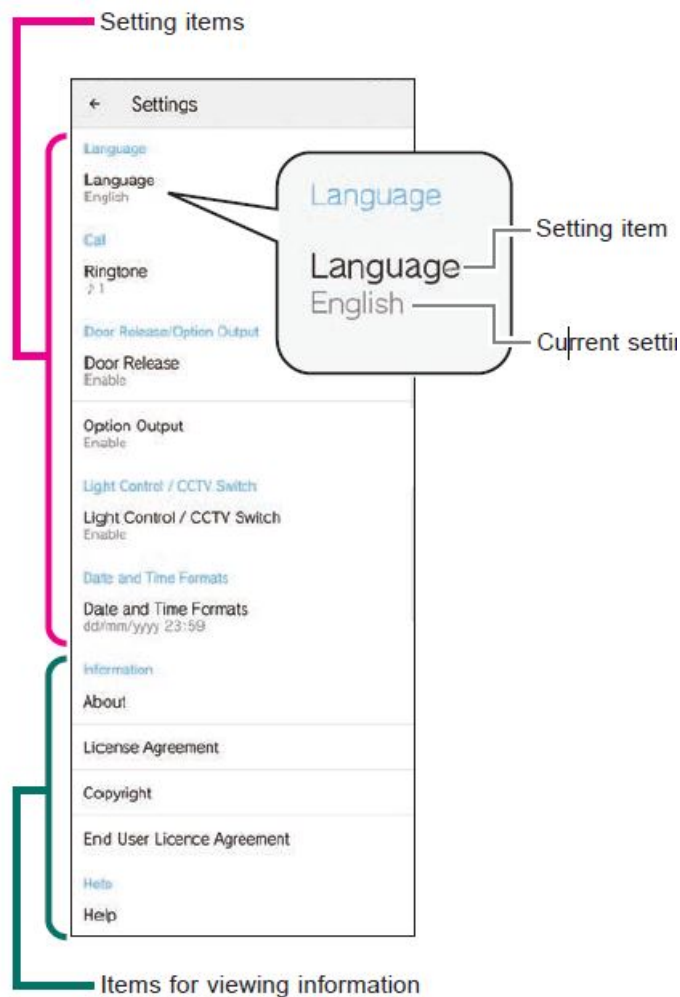 Setting items
← Settings
Language
Language
English
Call
Ringtone
♪ 1
Door Release/Option Output
Door Release
Enable
Option Output
Enable
Light Control / CCTV Switch
Light Control / CCTV Switch
Enable
Date and Time Formats
Date and Time Formats
dd/mm/yyyy 23:59
Information
About
License Agreement
Copyright
End User Licence Agreement
Help
Help
Language
Language
English
Setting item
Current settin
Items for viewing information